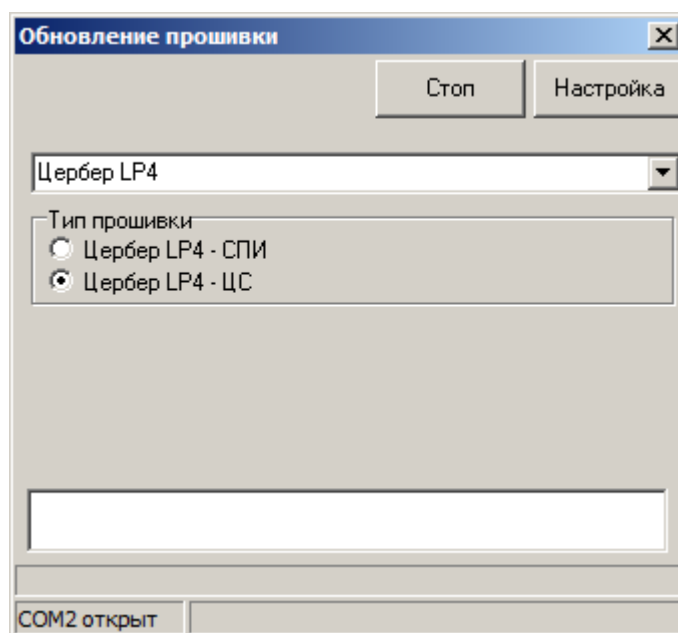 Обновление прошивки
Стоп
Настройка
Цербер LP4
Тип прошивки
Цербер LP4 - СПИ
Цербер LP4 - ЦС
COM2 открыт